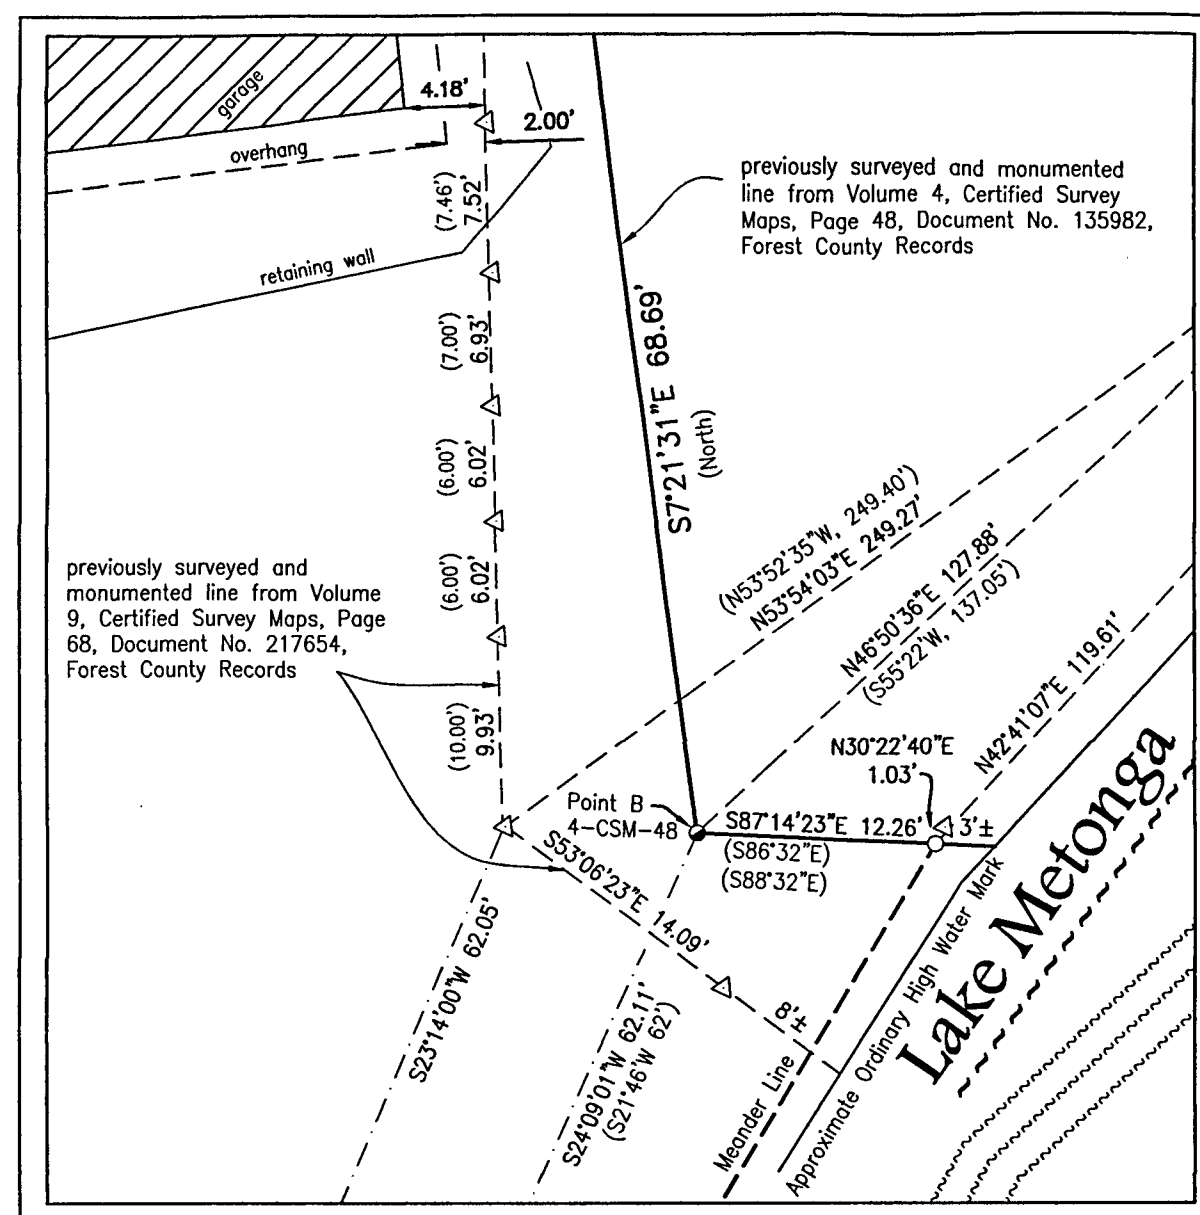 garage
4.18'
2.00'
overhang
(7.46')
7.52'
retaining wall
previously surveyed and monumented
line from Volume 4, Certified Survey
Maps, Page 48, Document No. 135982,
Forest County Records
(7.00')
6.93'
S7°21'31"E 68.69'
(North)
(6.00')
6.02'
(N53°52'35"W, 249.40')
N53°54'03"E 249.27'
N46°50'36"E 127.88'
(S55°22'W, 137.05')
previously surveyed and
monumented line from Volume
9, Certified Survey Maps, Page
68, Document No. 217654,
Forest County Records
(6.00')
6.02'
N42°41'07"E 119.61'
(10.00')
9.93'
N30°22'40"E
1.03'
Point B
4-CSM-48
S87°14'23"E 12.26'
3'±
(S86°32"E)
(S88°32"E)
S53°06'23"E 14.09'
8'±
S23°14'00"W 62.05'
S24°09'01"W 62.11'
(S21°46'W 62')
Meander Line
Approximate Ordinary High Water Mark
Lake Metonga